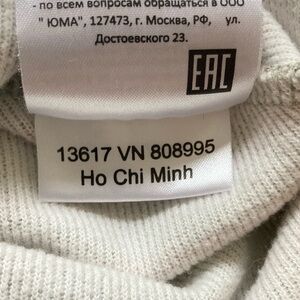 - по всем вопросам обращаться в ООО
" ЮМА", 127473, г. Москва, РФ, ул.
Достоевского 23.
EAC
13617 VN 808995
Ho Chi Minh